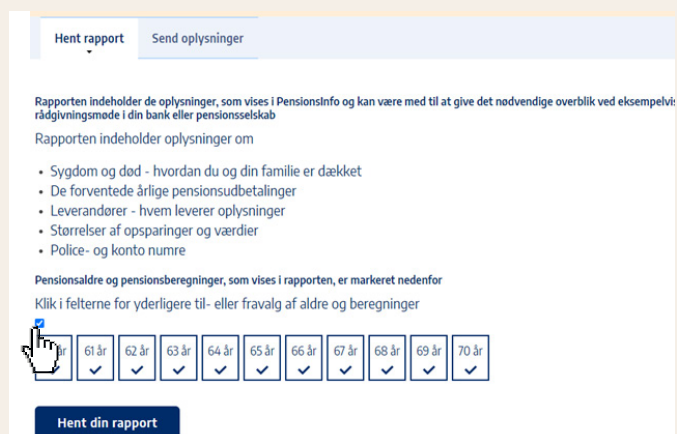 Hent rapport Send oplysninger
Rapporten indeholder de oplysninger, som vises i PensionsInfo og kan være med til at give det nødvendige overblik ved
rådgivningsmøde i din bank eller pensionsselskab
Rapporten indeholder oplysninger om
• Sygdom og død - hvordan du og din familie er dækket
• De forventede årlige pensionsudbetalinger
• Leverandører - hvem leverer oplysninger
• Størrelser af opsparinger og værdier
• Police- og konto numre
Pensionsaldre og pensionsberegninger, som vises i rapporten, er markeret nedenfor
Klik i felterne for yderligere til- eller fravalg af aldre og beregninger
61 år 62 år 63 år 64 år 65 år 66 år 67 år 68 år 69 år 70 år
Hent din rapport